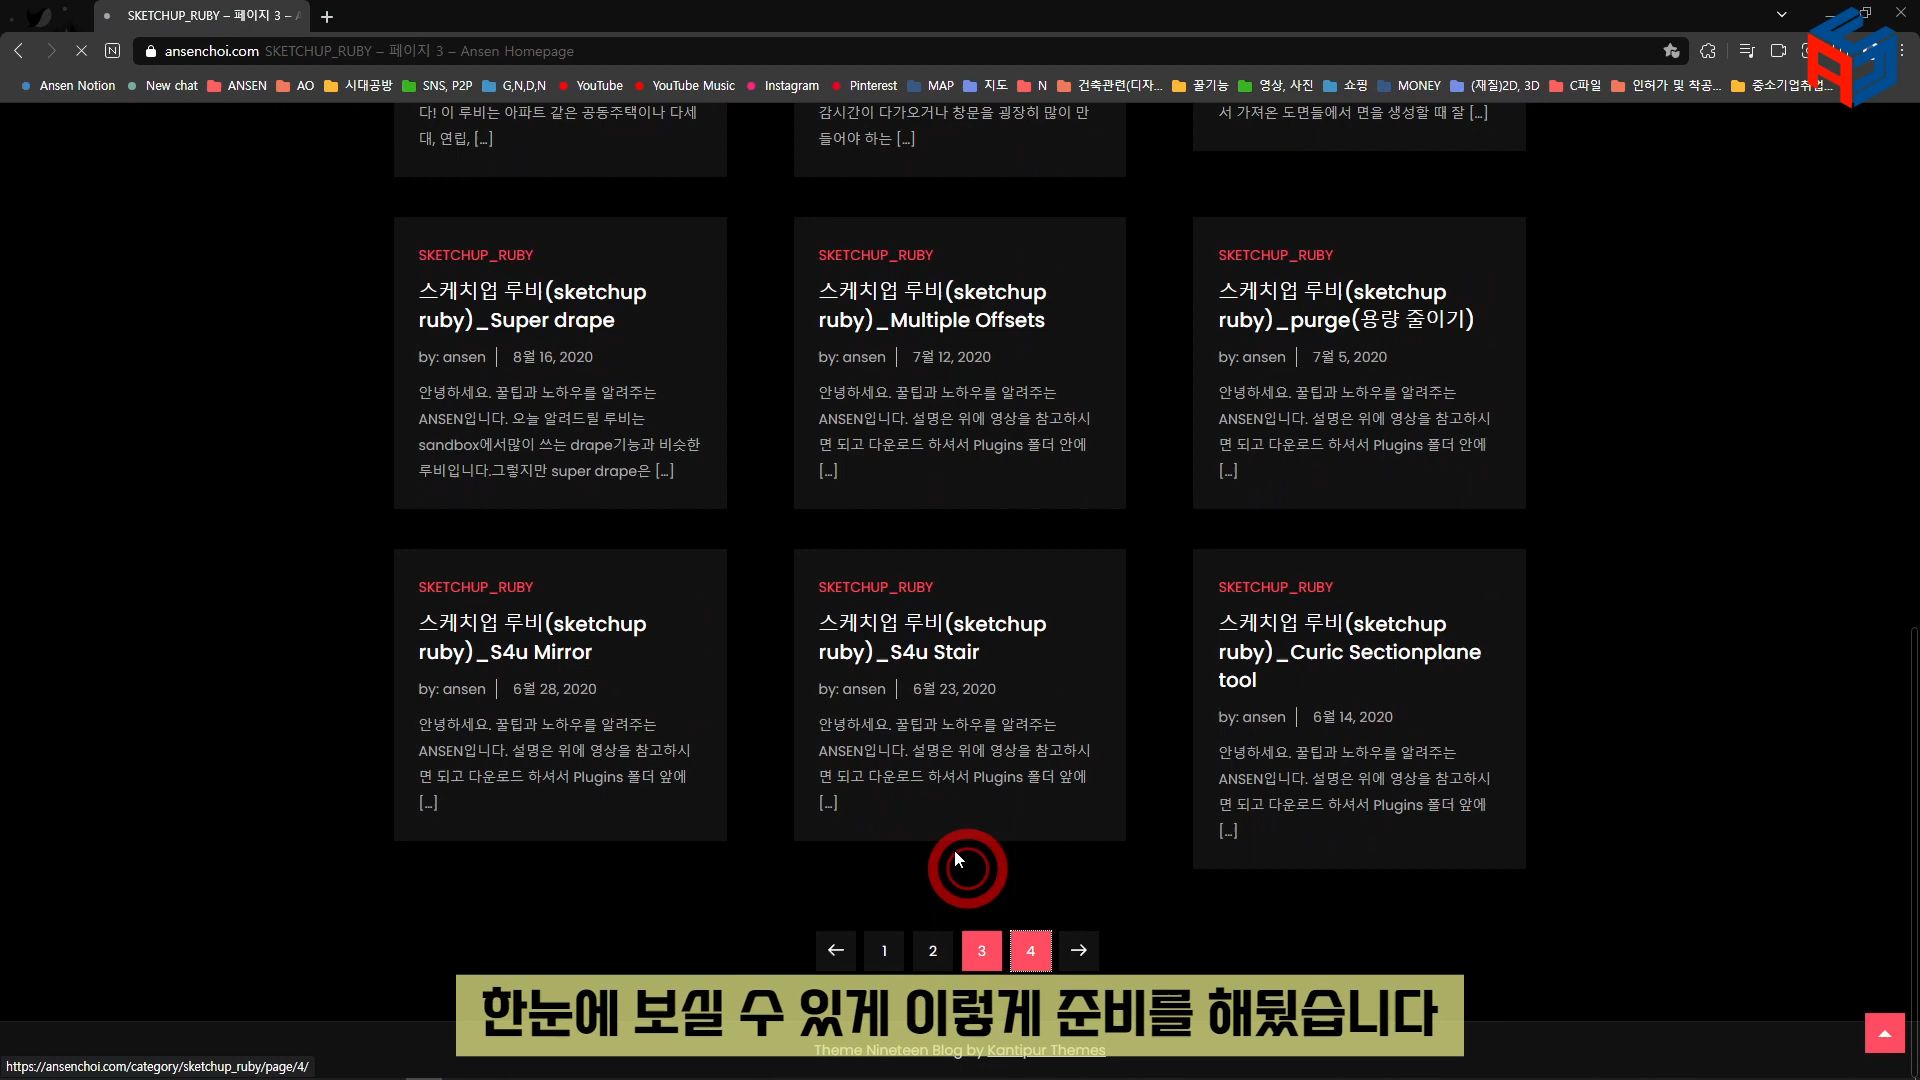 SKETCHUP_RUBY – 페이지 3 –
ansenchoi.com SKETCHUP_RUBY – 페이지 3 – Ansen Homepage
Ansen Notion New chat ANSEN AO 시대공방 SNS, P2P G,N,D,N YouTube YouTube Music Instagram Pinterest MAP 지도 N 건축관련(디자... 꿀기능 영상, 사진 쇼핑 MONEY (재질)2D, 3D C파일 인허가 및 착공... 중소기업취업...
다! 이 루비는 아파트 같은 공동주택이나 다세
대, 연립, [...]
감시간이 다가오거나 창문을 굉장히 많이 만
들어야 하는 [...]
서 가져온 도면들에서 면을 생성할 때 잘 [...]
SKETCHUP_RUBY
스케치업 루비(sketchup
ruby)_Super drape
by: ansen 8월 16, 2020
안녕하세요. 꿀팁과 노하우를 알려주는
ANSEN입니다. 오늘 알려드릴 루비는
sandbox에서많이 쓰는 drape기능과 비슷한
루비입니다.그렇지만 super drape은 [...]
SKETCHUP_RUBY
스케치업 루비(sketchup
ruby)_Multiple Offsets
by: ansen 7월 12, 2020
안녕하세요. 꿀팁과 노하우를 알려주는
ANSEN입니다. 설명은 위에 영상을 참고하시
면 되고 다운로드 하셔서 Plugins 폴더 안에
[...]
SKETCHUP_RUBY
스케치업 루비(sketchup
ruby)_purge(용량 줄이기)
by: ansen 7월 5, 2020
안녕하세요. 꿀팁과 노하우를 알려주는
ANSEN입니다. 설명은 위에 영상을 참고하시
면 되고 다운로드 하셔서 Plugins 폴더 안에
[...]
SKETCHUP_RUBY
스케치업 루비(sketchup
ruby)_S4u Mirror
by: ansen 6월 28, 2020
안녕하세요. 꿀팁과 노하우를 알려주는
ANSEN입니다. 설명은 위에 영상을 참고하시
면 되고 다운로드 하셔서 Plugins 폴더 앞에
[...]
SKETCHUP_RUBY
스케치업 루비(sketchup
ruby)_S4u Stair
by: ansen 6월 23, 2020
안녕하세요. 꿀팁과 노하우를 알려주는
ANSEN입니다. 설명은 위에 영상을 참고하시
면 되고 다운로드 하셔서 Plugins 폴더 앞에
[...]
SKETCHUP_RUBY
스케치업 루비(sketchup
ruby)_Curic Sectionplane
tool
by: ansen 6월 14, 2020
안녕하세요. 꿀팁과 노하우를 알려주는
ANSEN입니다. 설명은 위에 영상을 참고하시
면 되고 다운로드 하셔서 Plugins 폴더 앞에
[...]
1 2 3 4
한눈에 보실 수 있게 이렇게 준비를 해뒀습니다
Theme Nineteen Blog by Kantipur Themes
https://ansenchoi.com/category/sketchup_ruby/page/4/